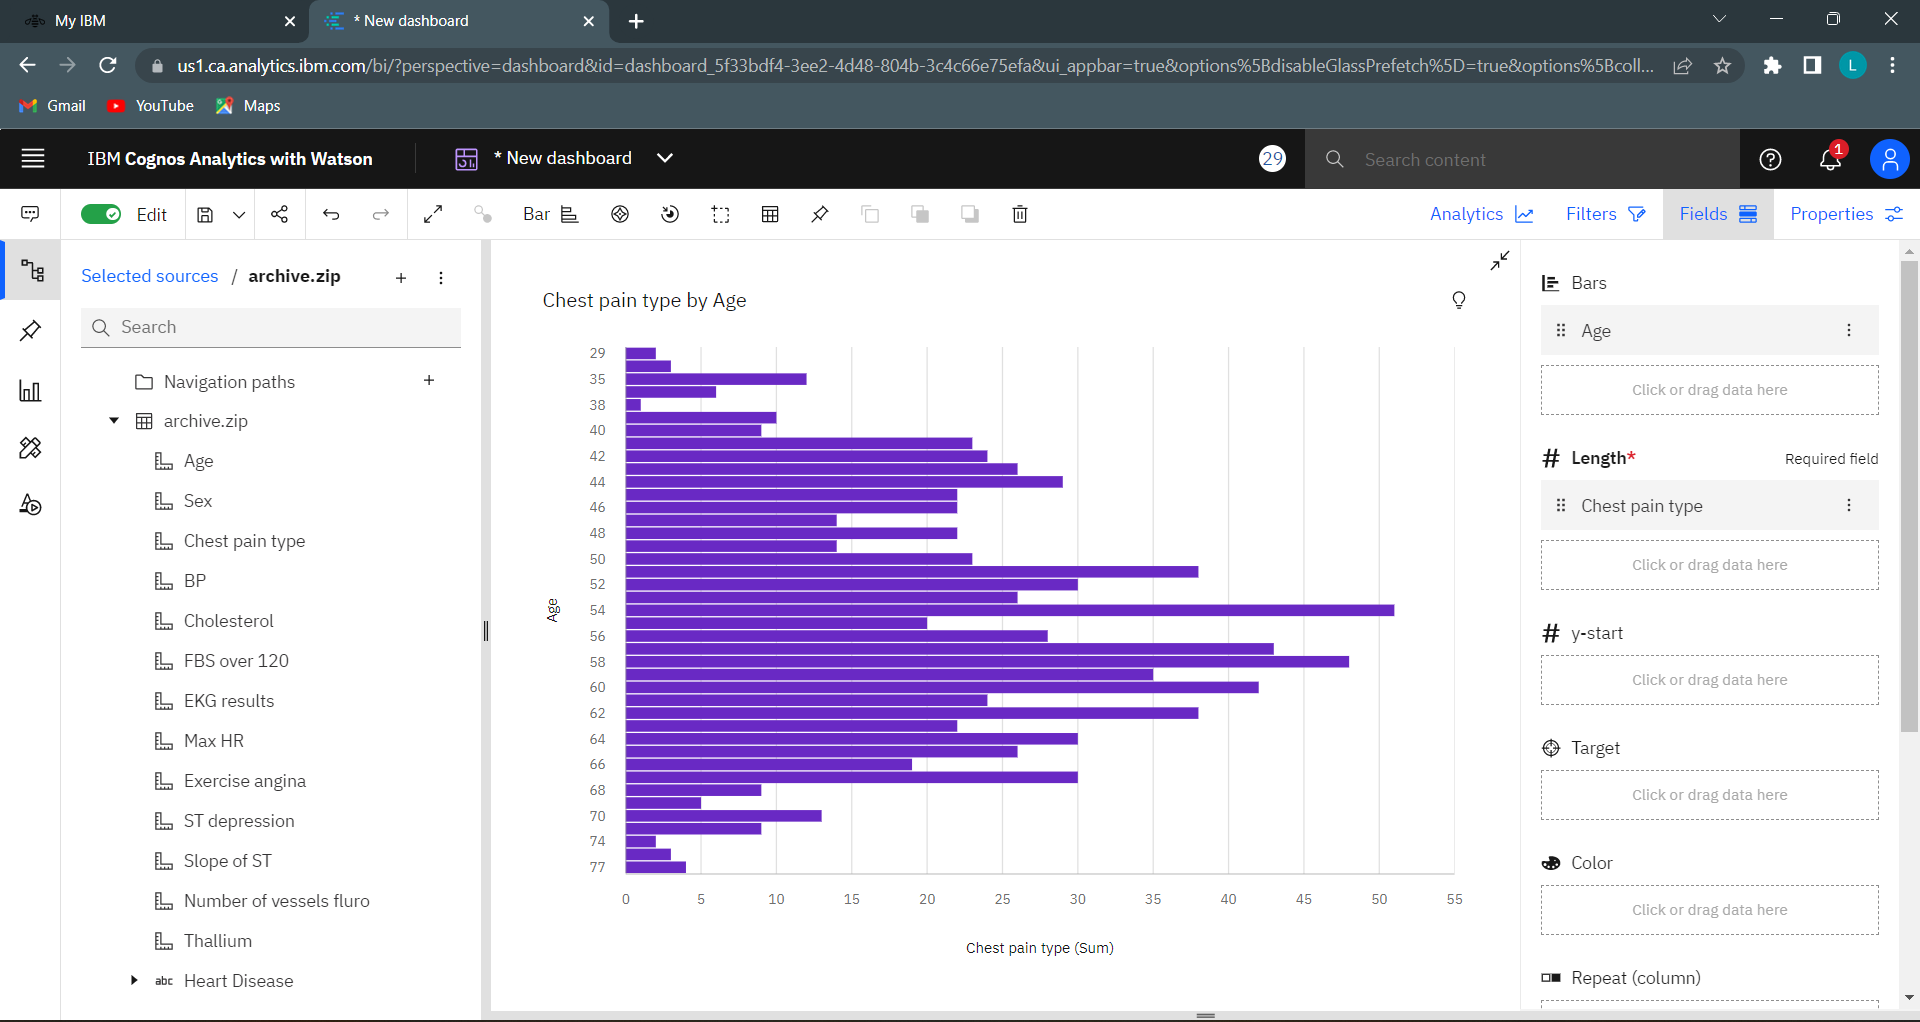 My IBM
* New dashboard
us1.ca.analytics.ibm.com/bi/?perspective=dashboard&id=dashboard_5f33bdf4-3ee2-4d48-804b-3c4c66e75efa&ui_appbar=true&options%5BdisableGlassPrefetch%5D=true&options%5Bcoll...
L
Gmail
YouTube
Maps
IBM Cognos Analytics with Watson
* New dashboard
29
Search content
1
Edit
Bar
Analytics
Filters
Fields
Properties
Selected sources / archive.zip
Search
Navigation paths
archive.zip
Age
Sex
Chest pain type
BP
Cholesterol
FBS over 120
EKG results
Max HR
Exercise angina
ST depression
Slope of ST
Number of vessels fluro
Thallium
abc Heart Disease
Chest pain type by Age
Age
29
35
38
40
42
44
46
48
50
52
54
56
58
60
62
64
66
68
70
74
77
0 5 10 15 20 25 30 35 40 45 50 55
Chest pain type (Sum)
Bars
Age
Click or drag data here
Length* Required field
Chest pain type
Click or drag data here
y-start
Click or drag data here
Target
Click or drag data here
Color
Click or drag data here
Repeat (column)